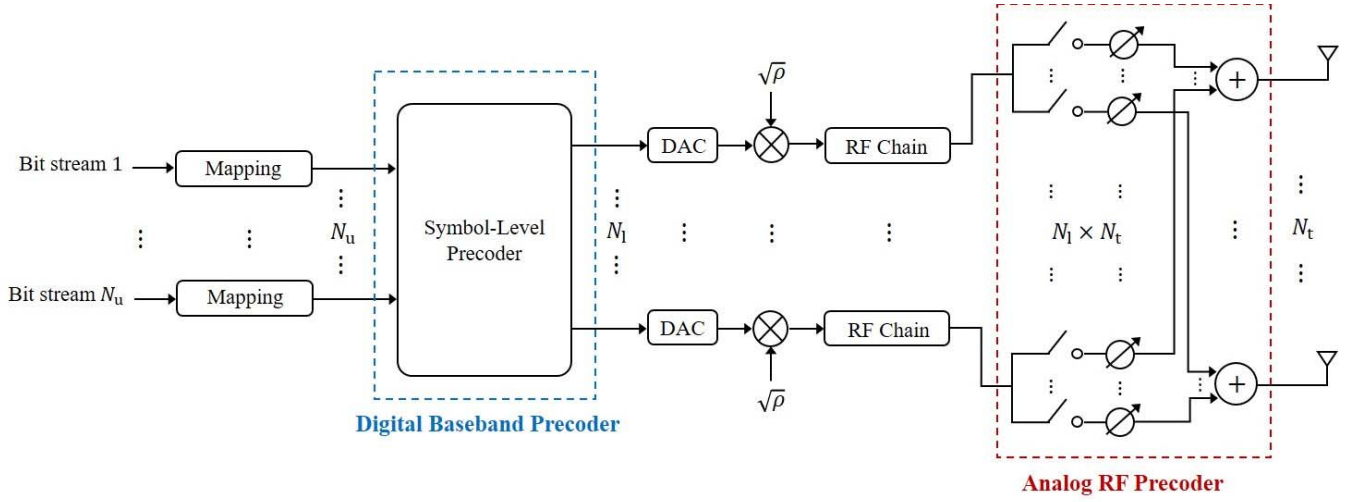 Bit stream 1
Mapping
⋮
N_u
⋮
Bit stream N_u
Mapping
Symbol-Level
Precoder
Digital Baseband Precoder
N_l
DAC
√ρ
RF Chain
DAC
√ρ
RF Chain
N_l × N_t
+
+
N_t
Analog RF Precoder